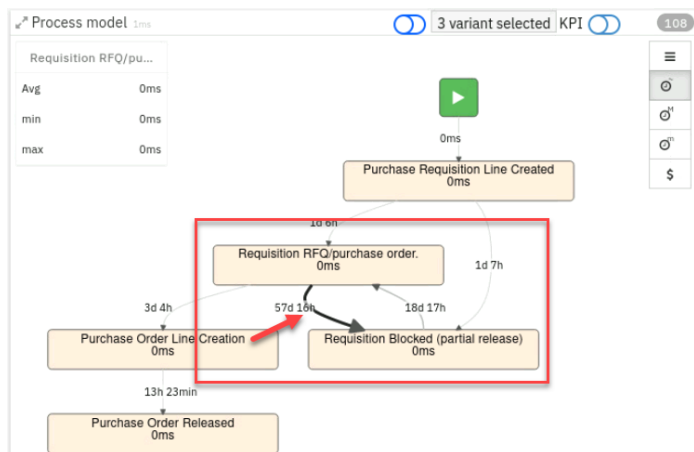 Process model 1ms
3 variant selected KPI 108
Requisition RFQ/pu...
Avg 0ms
min 0ms
max 0ms
M
m
$
0ms
Purchase Requisition Line Created
0ms
1d 6h
Requisition RFQ/purchase order.
0ms
1d 7h
3d 4h
57d 16h
18d 17h
Purchase Order Line Creation
0ms
Requisition Blocked (partial release)
0ms
13h 23min
Purchase Order Released
0ms